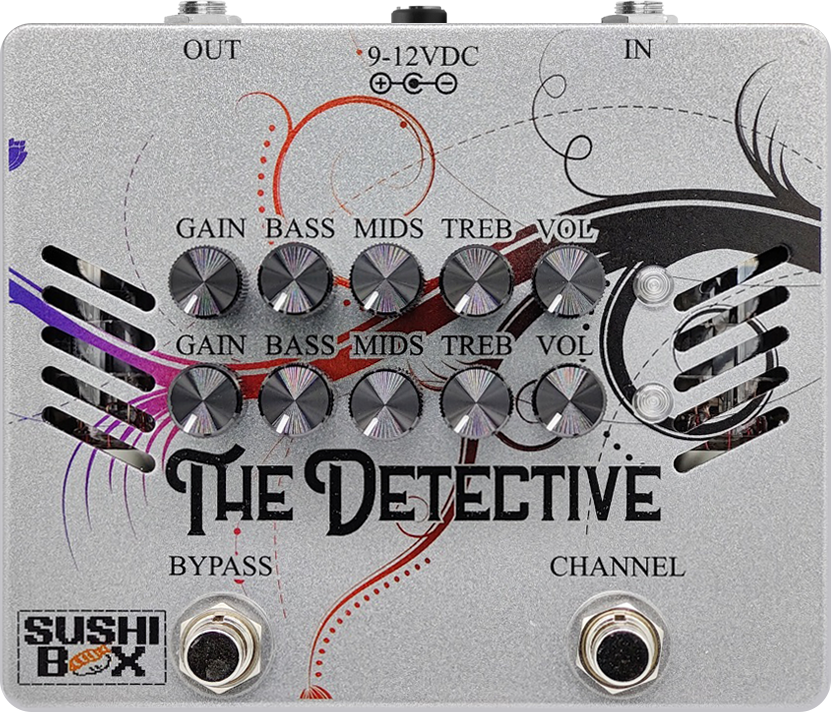 OUT 9-12VDC IN
+ −
GAIN BASS MIDS TREB VOL
GAIN BASS MIDS TREB VOL
THE DETECTIVE
BYPASS CHANNEL
SUSHI
BOX